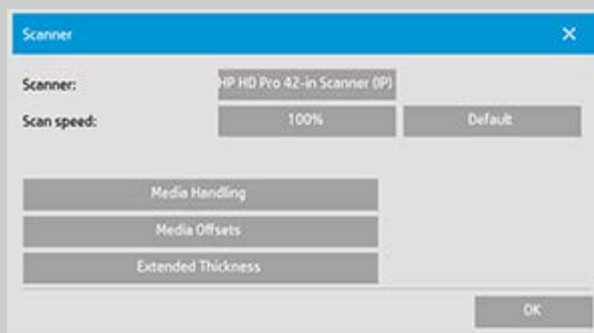 Scanner
Scanner: HP HD Pro 42-in Scanner (IP)
Scan speed: 100% Default
Media Handling
Media Offsets
Extended Thickness
OK